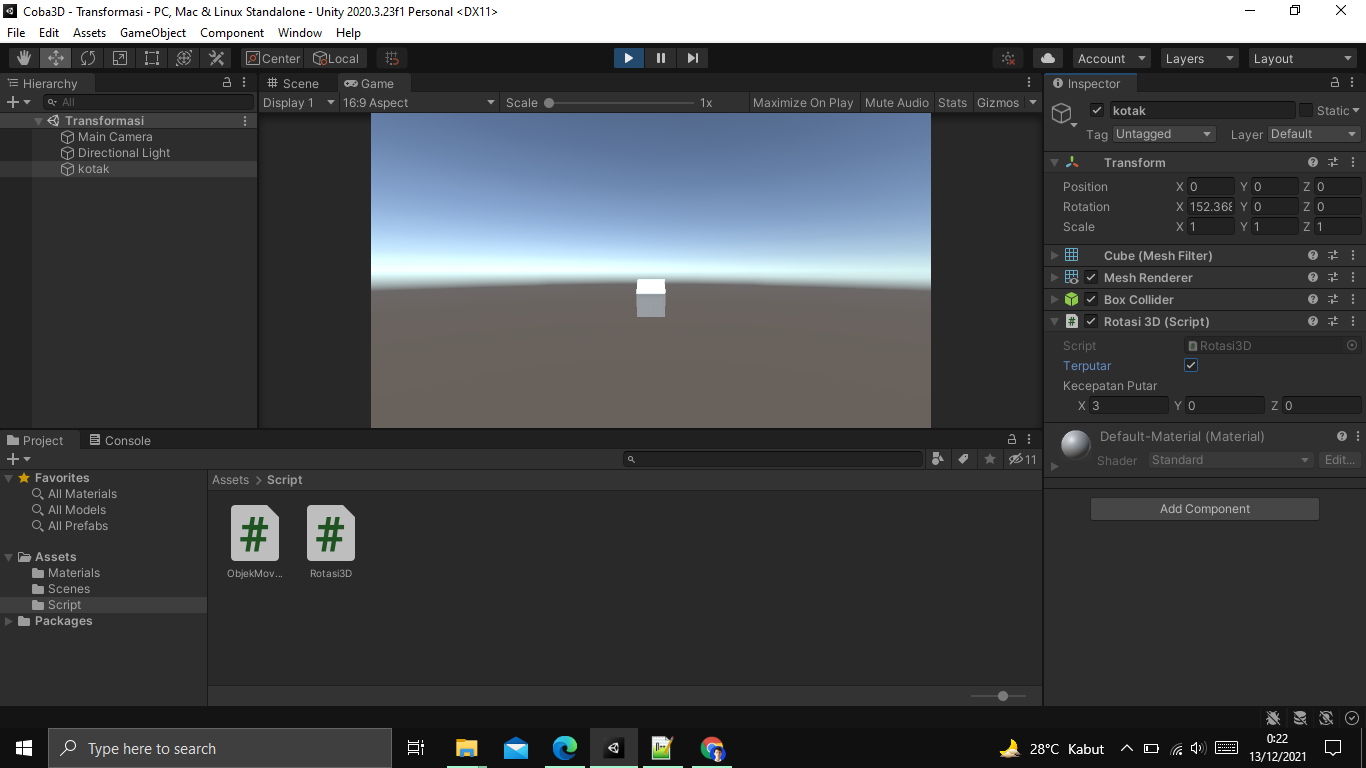 Coba3D - Transformasi - PC, Mac & Linux Standalone - Unity 2020.3.23f1 Personal <DX11>
File Edit Assets GameObject Component Window Help
Center Local Account Layers Layout
Hierarchy
All
Transformasi
Main Camera
Directional Light
kotak
Scene Game
Display 1 16:9 Aspect Scale 1x Maximize On Play Mute Audio Stats Gizmos
Inspector
kotak Static
Tag Untagged Layer Default
Transform
Position X 0 Y 0 Z 0
Rotation X 152.368 Y 0 Z 0
Scale X 1 Y 1 Z 1
Cube (Mesh Filter)
Mesh Renderer
Box Collider
# Rotasi 3D (Script)
Script Rotasi3D
Terputar
Kecepatan Putar
X 3 Y 0 Z 0
Default-Material (Material)
Shader Standard Edit...
Add Component
Project Console
11
Favorites
All Materials
All Models
All Prefabs
Assets
Materials
Scenes
Script
Packages
Assets > Script
# #
ObjekMov... Rotasi3D
Type here to search
28°C Kabut
0:22
13/12/2021